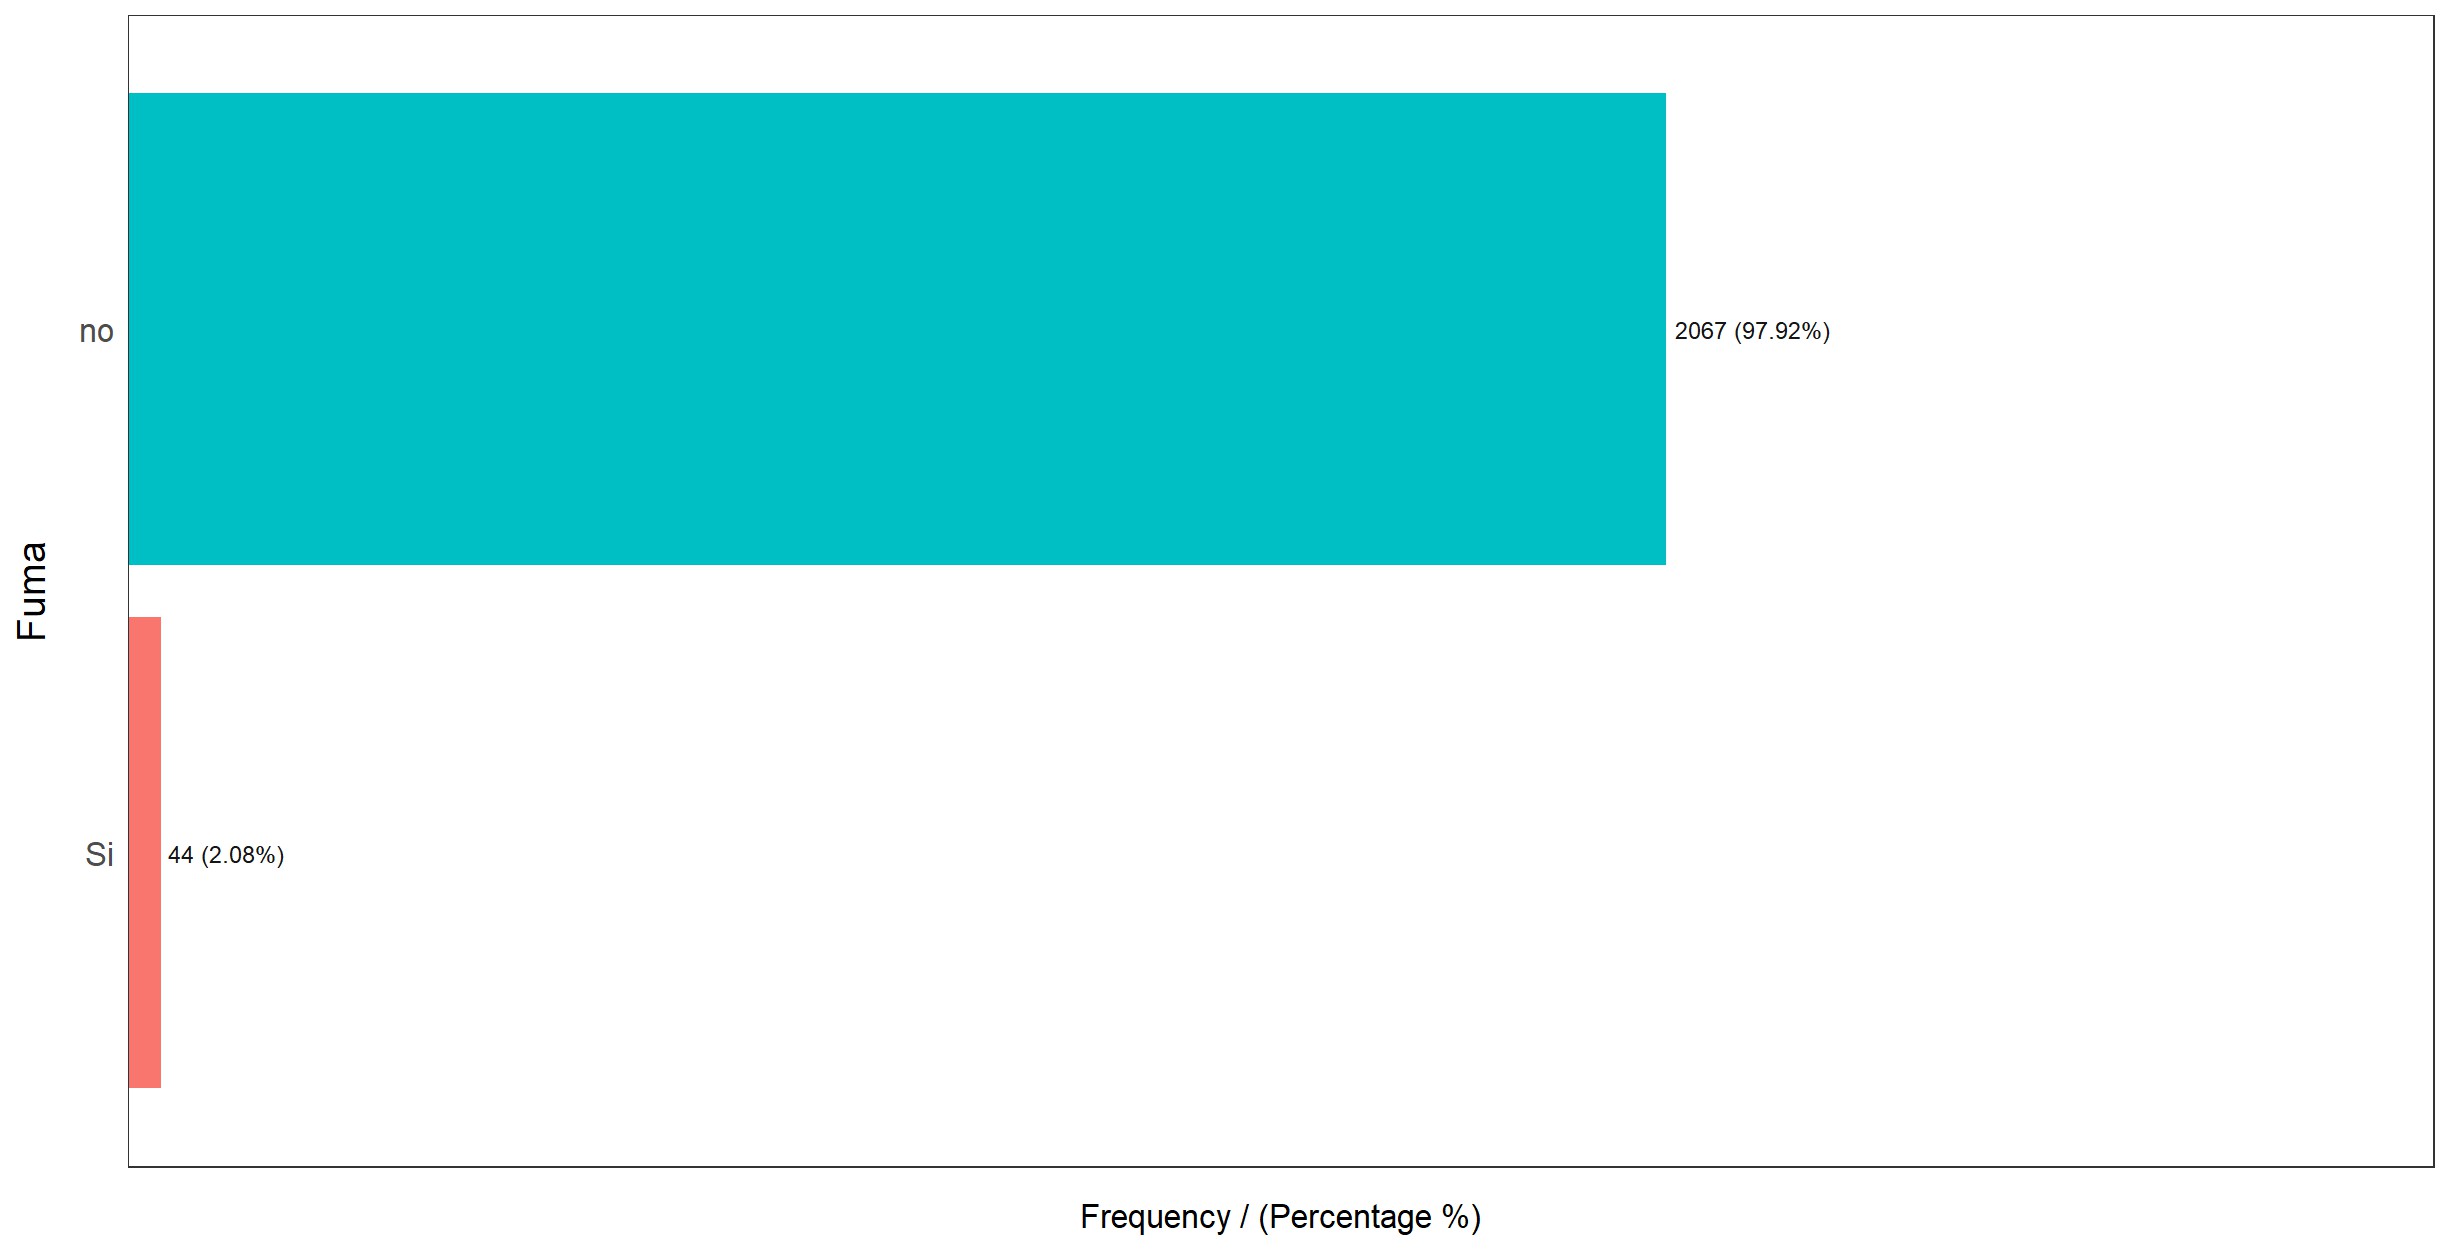 no
2067 (97.92%)
Fuma
Si
44 (2.08%)
Frequency / (Percentage %)